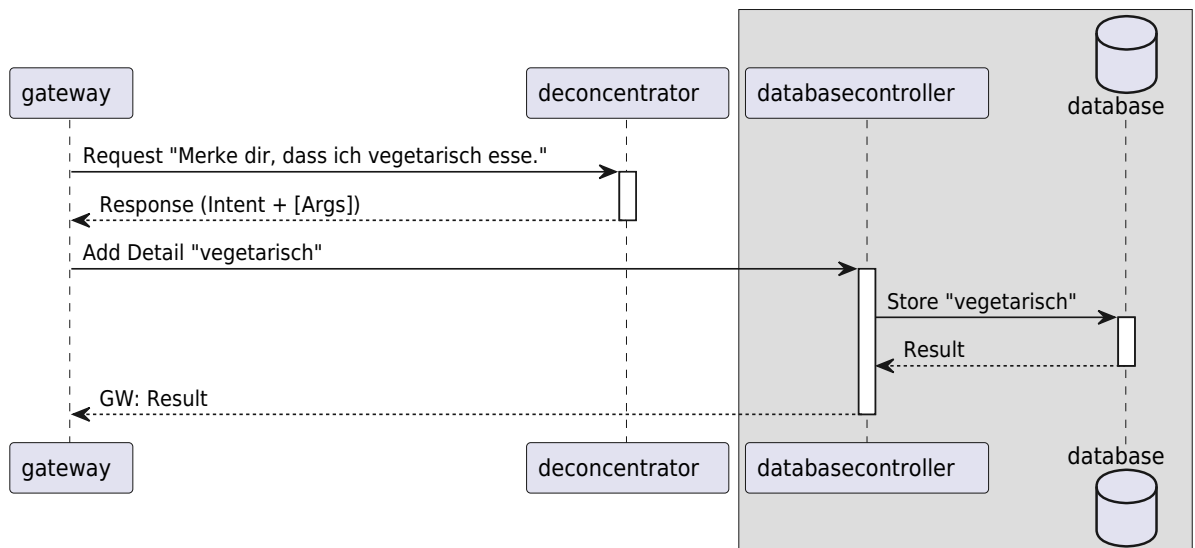 database
gateway
deconcentrator
databasecontroller
Request "Merke dir, dass ich vegetarisch esse."
Response (Intent + [Args])
Add Detail "vegetarisch"
Store "vegetarisch"
Result
GW: Result
gateway
deconcentrator
databasecontroller
database